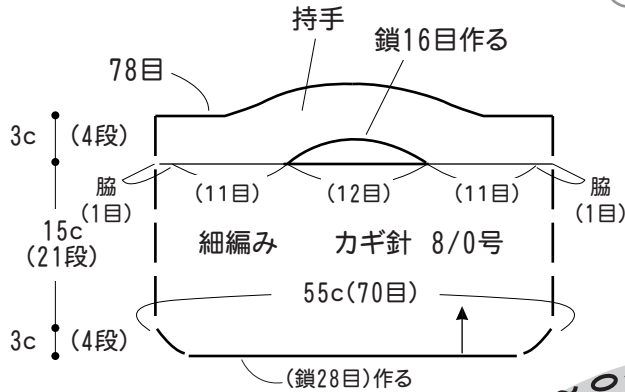 持手
鎖16目作る
78目
3c (4段)
脇 (1目)
(11目) (12目) (11目)
脇 (1目)
15c (21段)
細編み カギ針 8/0号
55c(70目)
3c (4段)
(鎖28目)作る